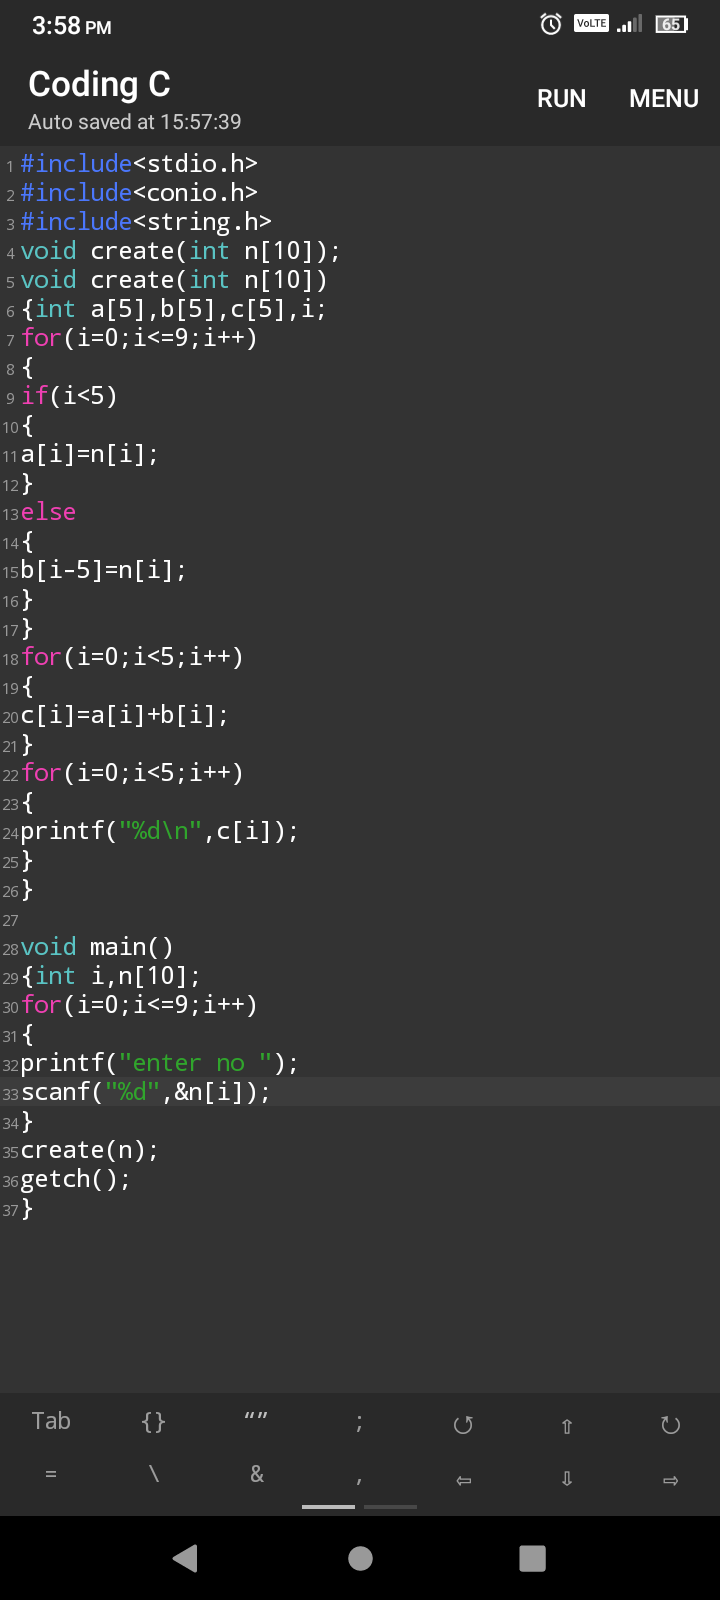 3:58 PM VoLTE 65
Coding C
RUN MENU
Auto saved at 15:57:39
1 #include<stdio.h>
2 #include<conio.h>
3 #include<string.h>
4 void create(int n[10]);
5 void create(int n[10])
6 {int a[5],b[5],c[5],i;
7 for(i=0;i<=9;i++)
8 {
9 if(i<5)
10 {
11 a[i]=n[i];
12 }
13 else
14 {
15 b[i-5]=n[i];
16 }
17 }
18 for(i=0;i<5;i++)
19 {
20 c[i]=a[i]+b[i];
21 }
22 for(i=0;i<5;i++)
23 {
24 printf("%d\n",c[i]);
25 }
26 }
27
28 void main()
29 {int i,n[10];
30 for(i=0;i<=9;i++)
31 {
32 printf("enter no ");
33 scanf("%d",&n[i]);
34 }
35 create(n);
36 getch();
37 }
Tab {} “” ; ↺ ⇧ ↻
= \ & , ⇦ ⇩ ⇨